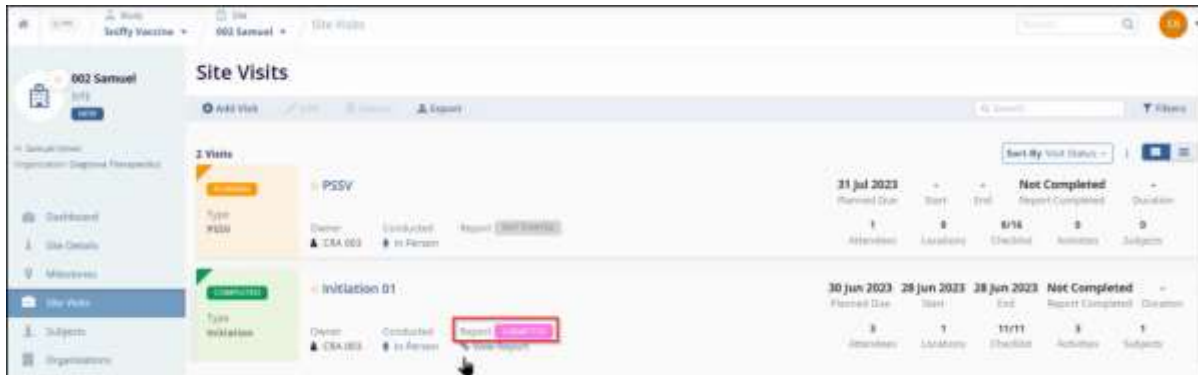 Study
Site
Sniffy Vaccine
002 Samuel
Site Visits
Search
002 Samuel
Site Visits
NEW
Add Visit
Edit
Export
Search
Filters
2 Visits
Sort By Visit Status
PSSV
31 Jul 2023 - - Not Completed -
Planned Due Start End Report Completed Duration
Type
PSSV
Owner Conducted Report NOT STARTED
CRA 003 In Person
1 0 8/16 0 0
Attendees Locations Checklist Activities Subjects
Dashboard
Site Details
Milestones
Site Visits
Subjects
Organizations
COMPLETED
Initiation 01
30 Jun 2023 28 Jun 2023 28 Jun 2023 Not Completed -
Planned Due Start End Report Completed Duration
Type
Initiation
Owner Conducted Report SUBMITTED
CRA 003 In Person View Report
3 1 11/11 3 1
Attendees Locations Checklist Activities Subjects